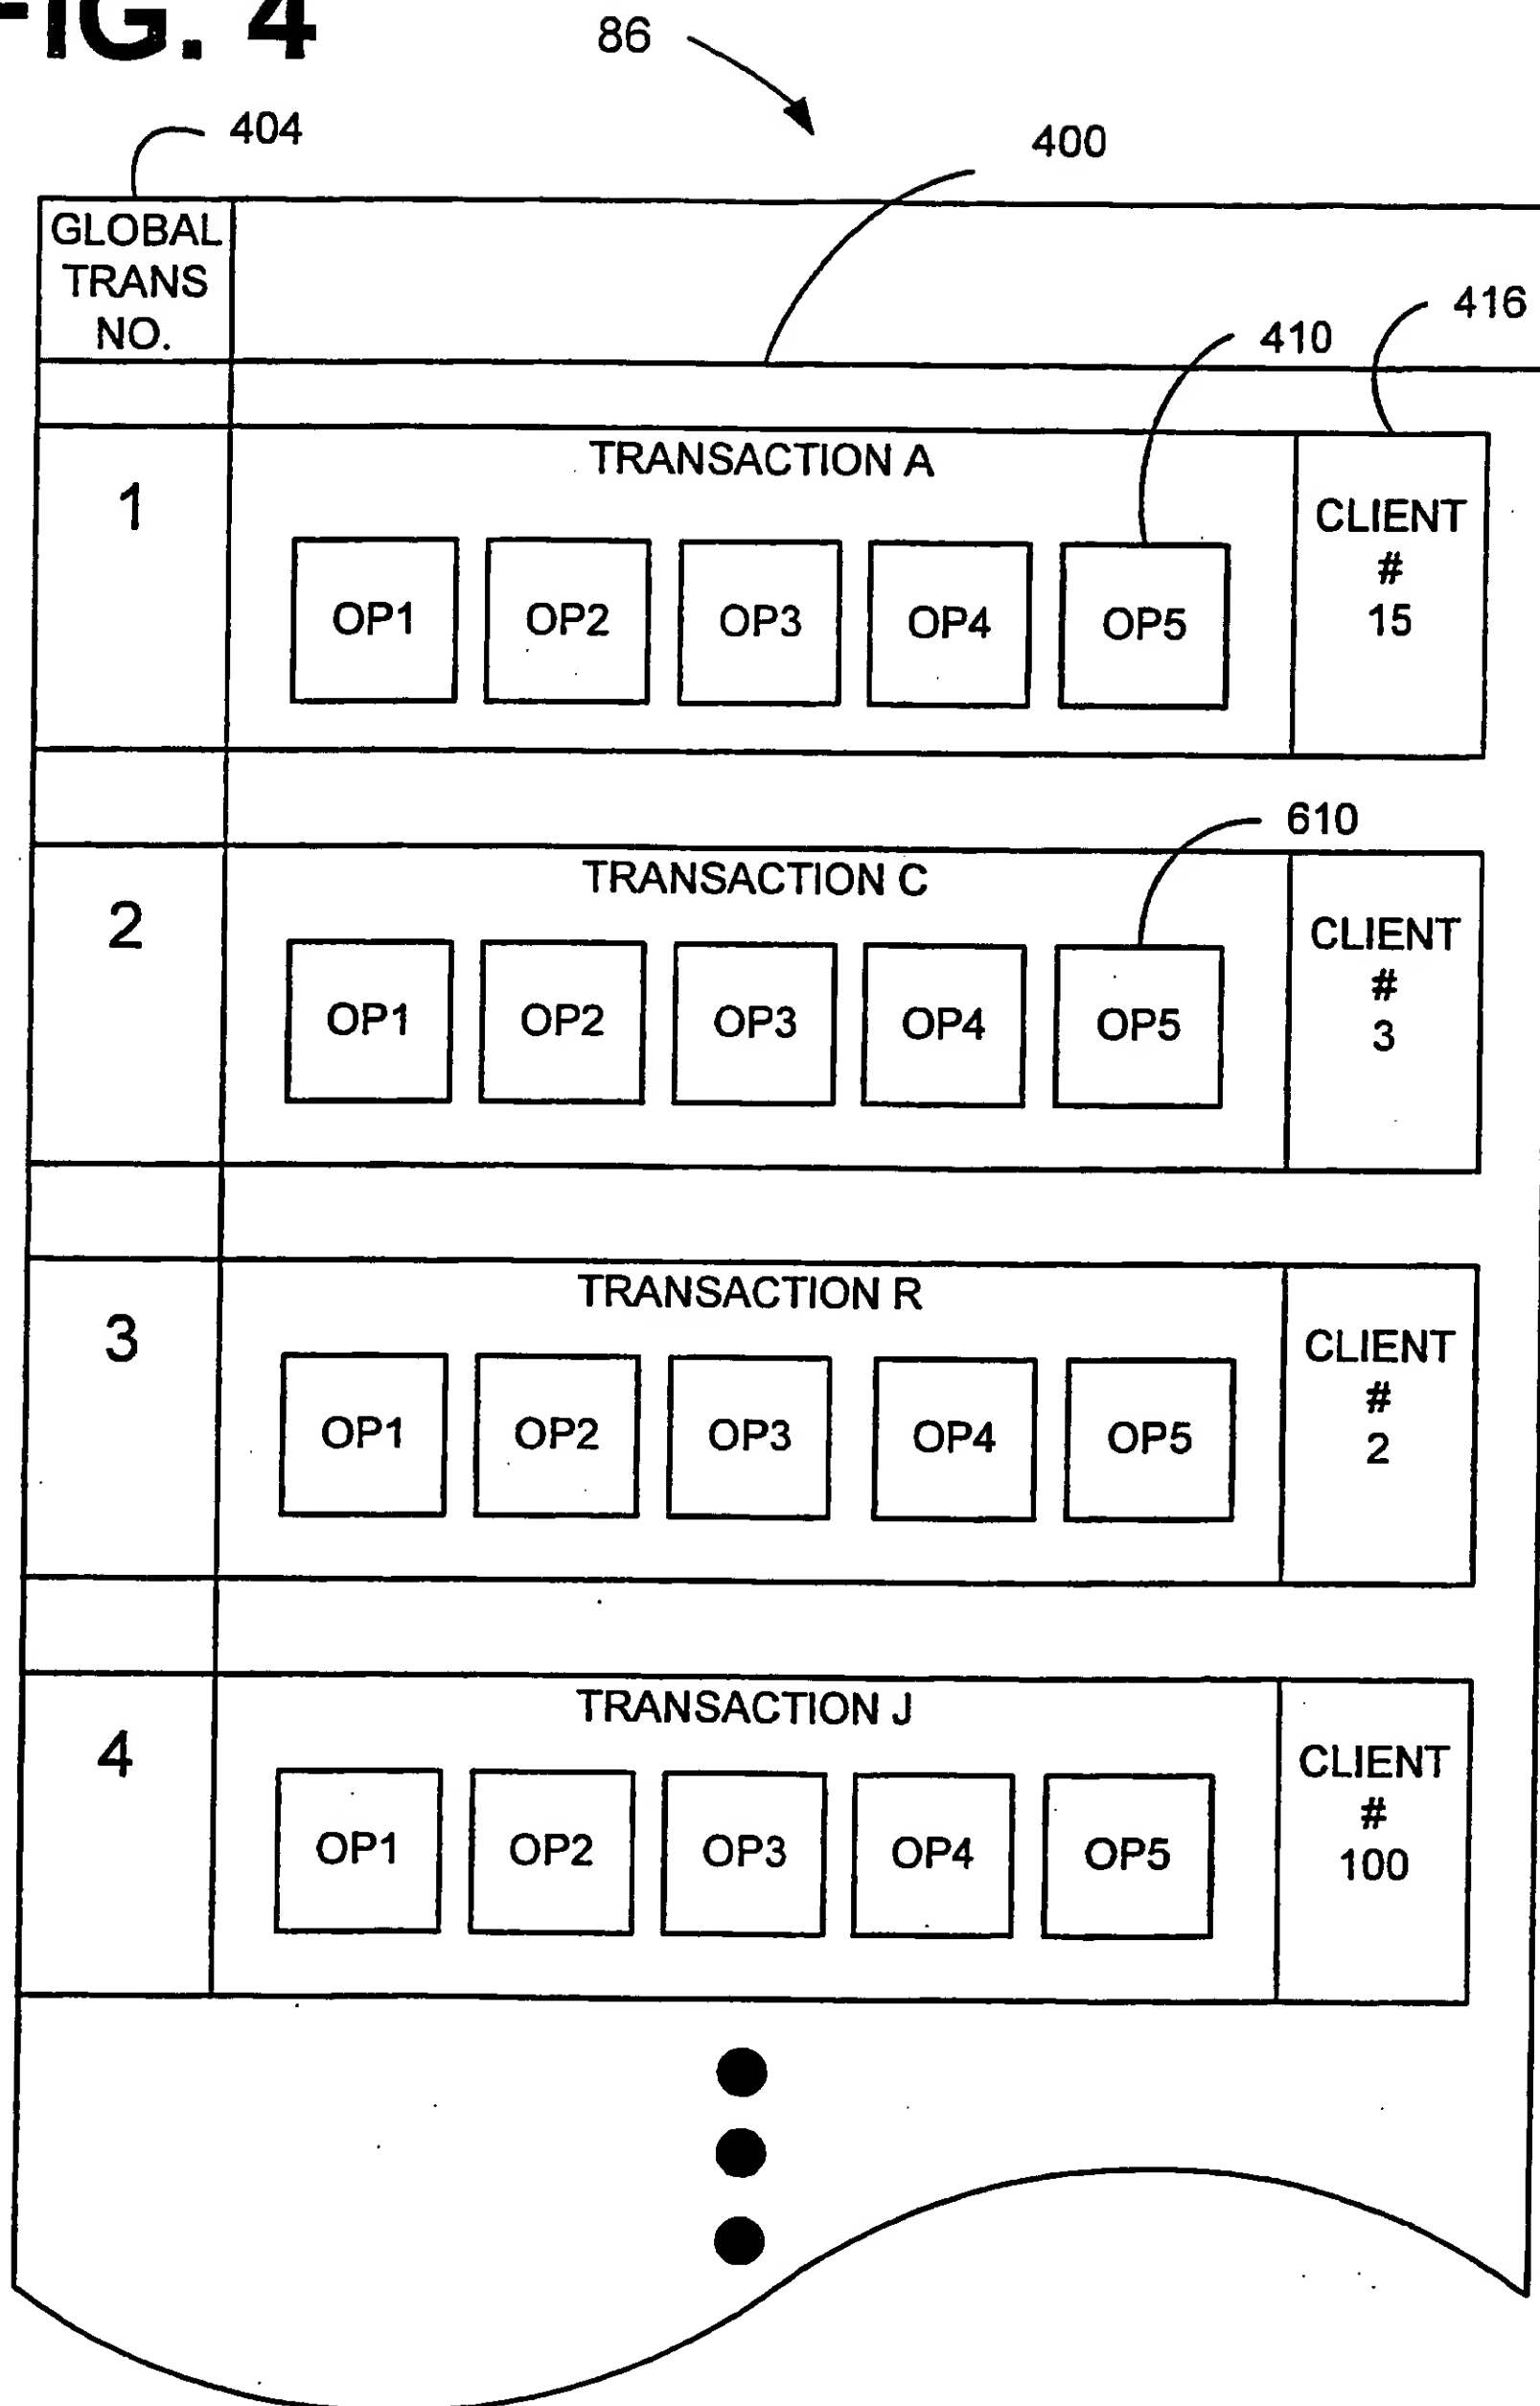 FIG. 4
86
404
400
GLOBAL
TRANS
NO.
416
410
1
TRANSACTION A
OP1 OP2 OP3 OP4 OP5
CLIENT
#
15
610
2
TRANSACTION C
OP1 OP2 OP3 OP4 OP5
CLIENT
#
3
3
TRANSACTION R
OP1 OP2 OP3 OP4 OP5
CLIENT
#
2
4
TRANSACTION J
OP1 OP2 OP3 OP4 OP5
CLIENT
#
100